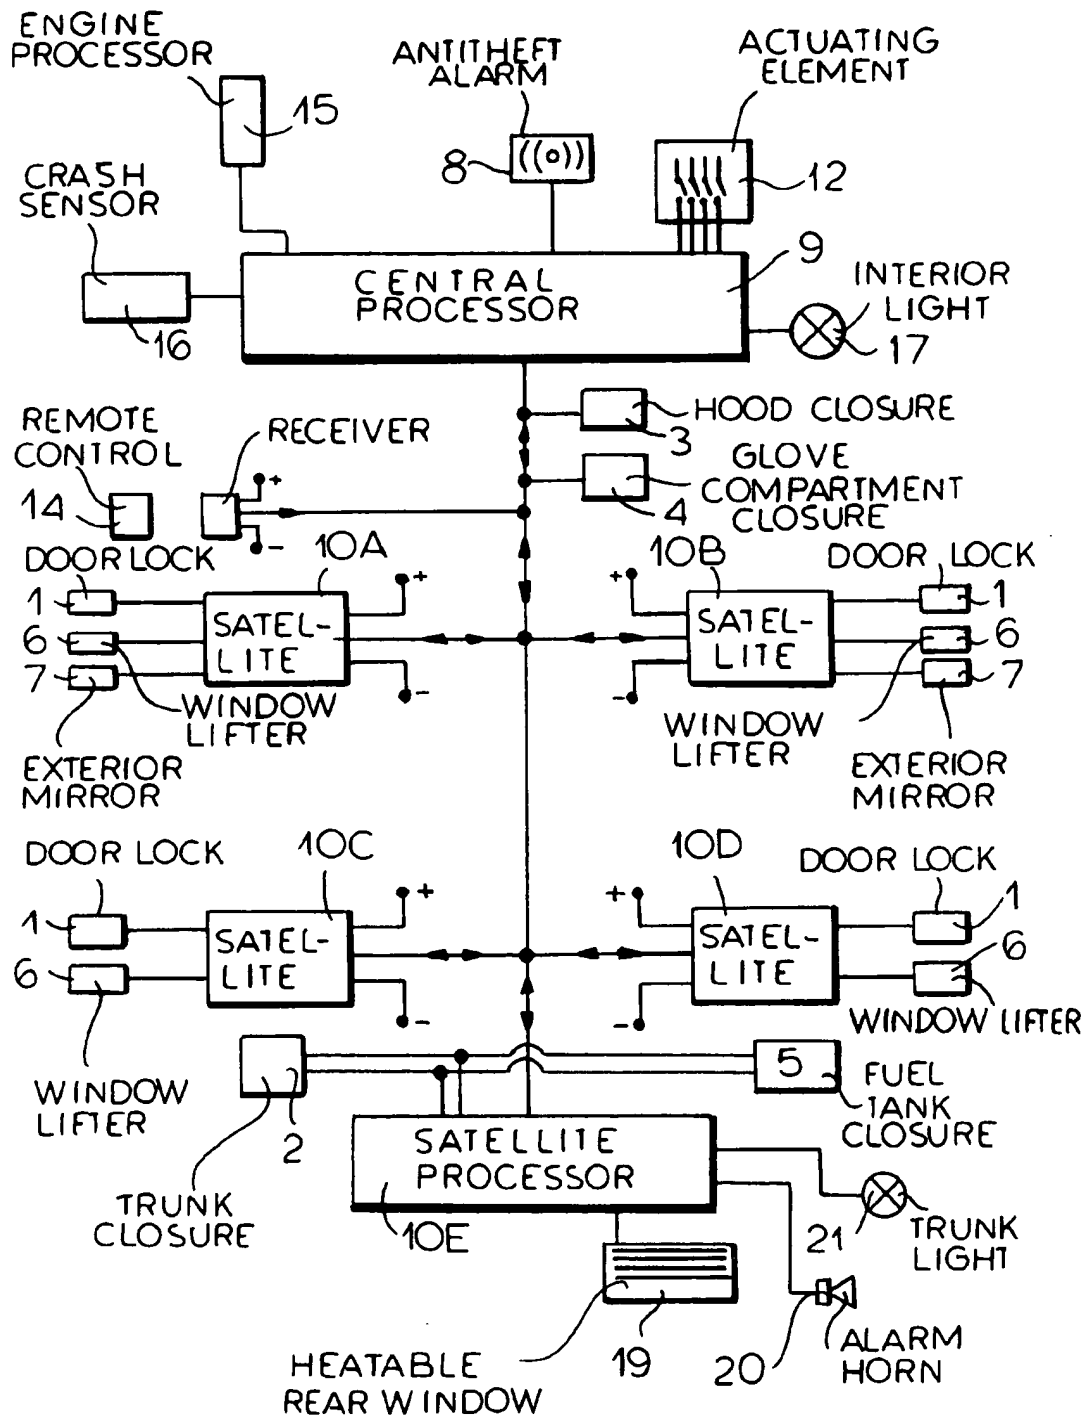 ENGINE
PROCESSOR
15
ANTITHEFT
ALARM
8
ACTUATING
ELEMENT
12
CRASH
SENSOR
16
CENTRAL
PROCESSOR
9
INTERIOR
LIGHT
17
HOOD CLOSURE
3
GLOVE
COMPARTMENT
CLOSURE
4
REMOTE
CONTROL
14
RECEIVER
+
-
DOOR LOCK
10A
1
6
7
SATEL-
LITE
+
-
WINDOW
LIFTER
EXTERIOR
MIRROR
10B
DOOR LOCK
+
-
SATEL-
LITE
1
6
7
WINDOW
LIFTER
EXTERIOR
MIRROR
DOOR LOCK
10C
1
6
SATEL-
LITE
+
-
WINDOW
LIFTER
10D
DOOR LOCK
+
-
SATEL-
LITE
1
6
WINDOW LIFTER
2
TRUNK
CLOSURE
5
FUEL
TANK
CLOSURE
SATELLITE
PROCESSOR
10E
21
TRUNK
LIGHT
19
HEATABLE
REAR WINDOW
20
ALARM
HORN